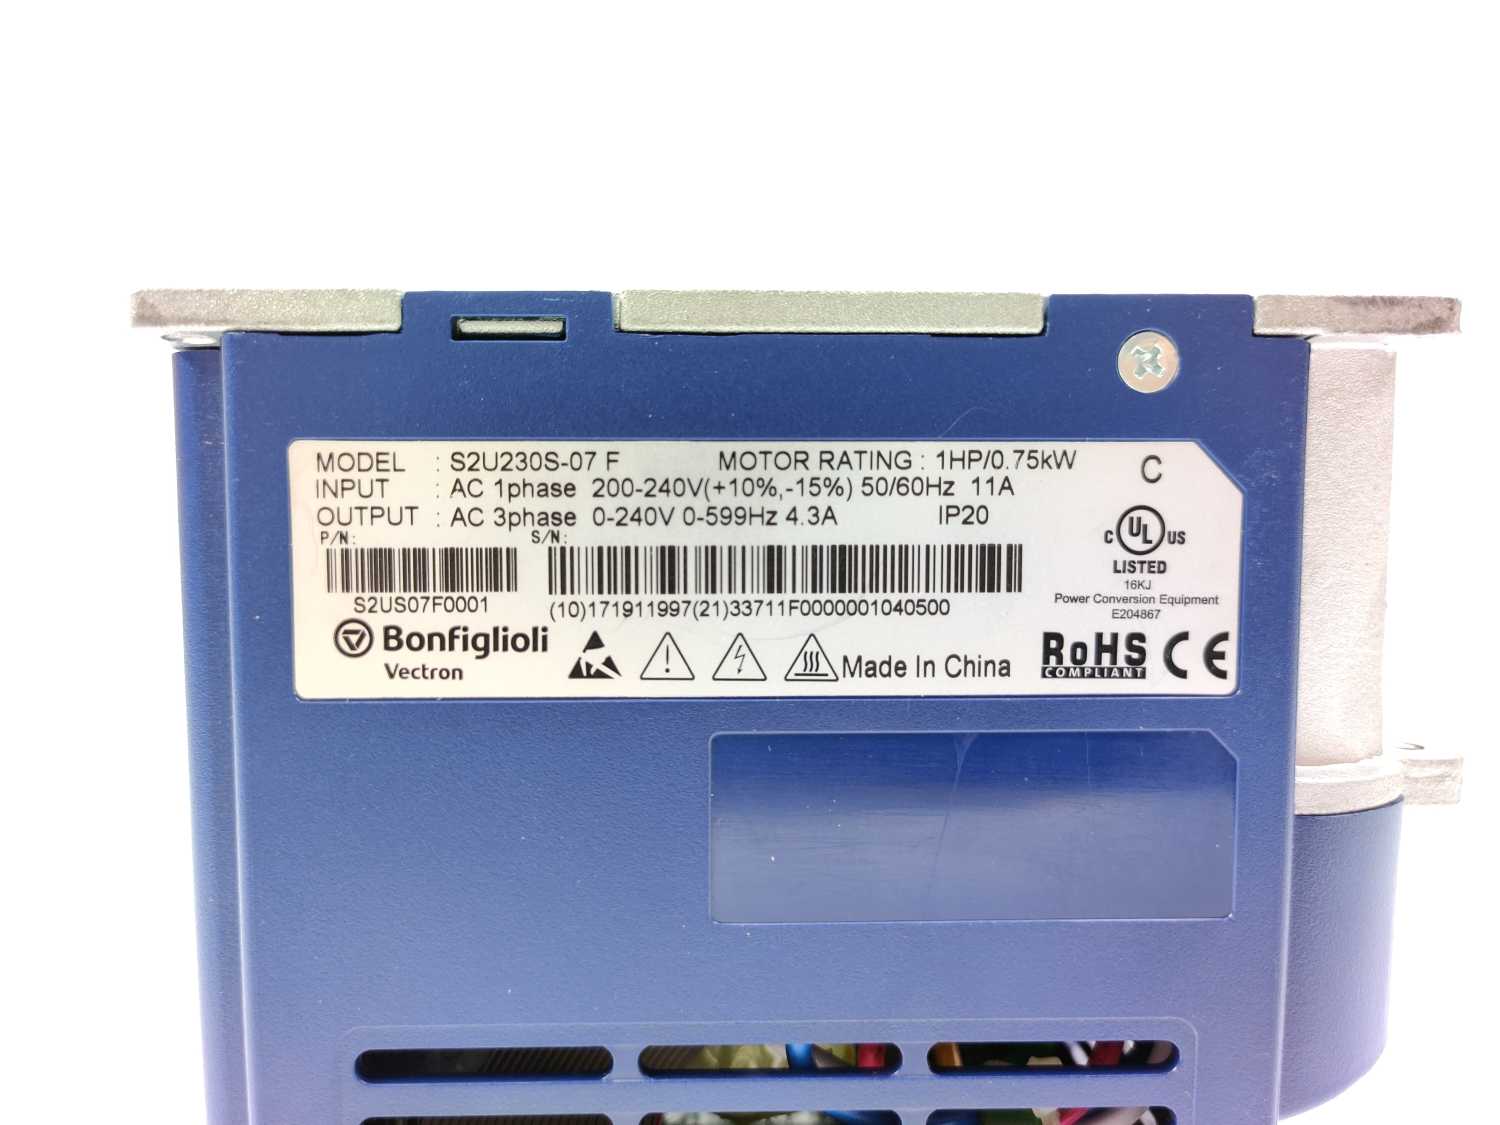 MODEL : S2U230S-07 F MOTOR RATING : 1HP/0.75kW
INPUT : AC 1phase 200-240V(+10%,-15%) 50/60Hz 11A
OUTPUT : AC 3phase 0-240V 0-599Hz 4.3A IP20
P/N: S/N:
S2US07F0001 (10)171911997(21)33711F0000001040500
Bonfiglioli
Vectron
Made In China
C
C UL US
LISTED
16KJ
Power Conversion Equipment
E204867
RoHS
COMPLIANT
CE